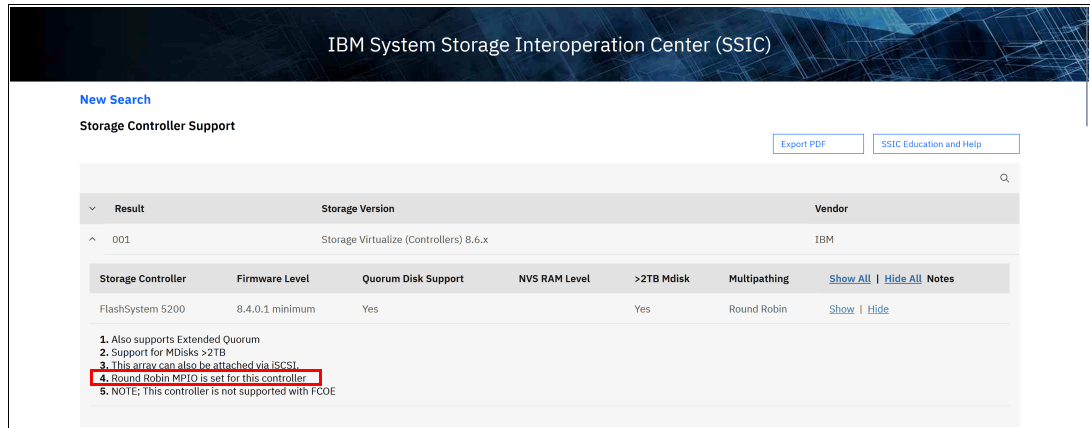 IBM System Storage Interoperation Center (SSIC)
New Search
Storage Controller Support
Export PDF SSIC Education and Help
Result Storage Version Vendor
001 Storage Virtualize (Controllers) 8.6.x IBM
Storage Controller Firmware Level Quorum Disk Support NVS RAM Level >2TB Mdisk Multipathing Show All | Hide All Notes
FlashSystem 5200 8.4.0.1 minimum Yes Yes Round Robin Show | Hide
1. Also supports Extended Quorum
2. Support for MDisks >2TB
3. This array can also be attached via iSCSI.
4. Round Robin MPIO is set for this controller
5. NOTE; This controller is not supported with FCOE